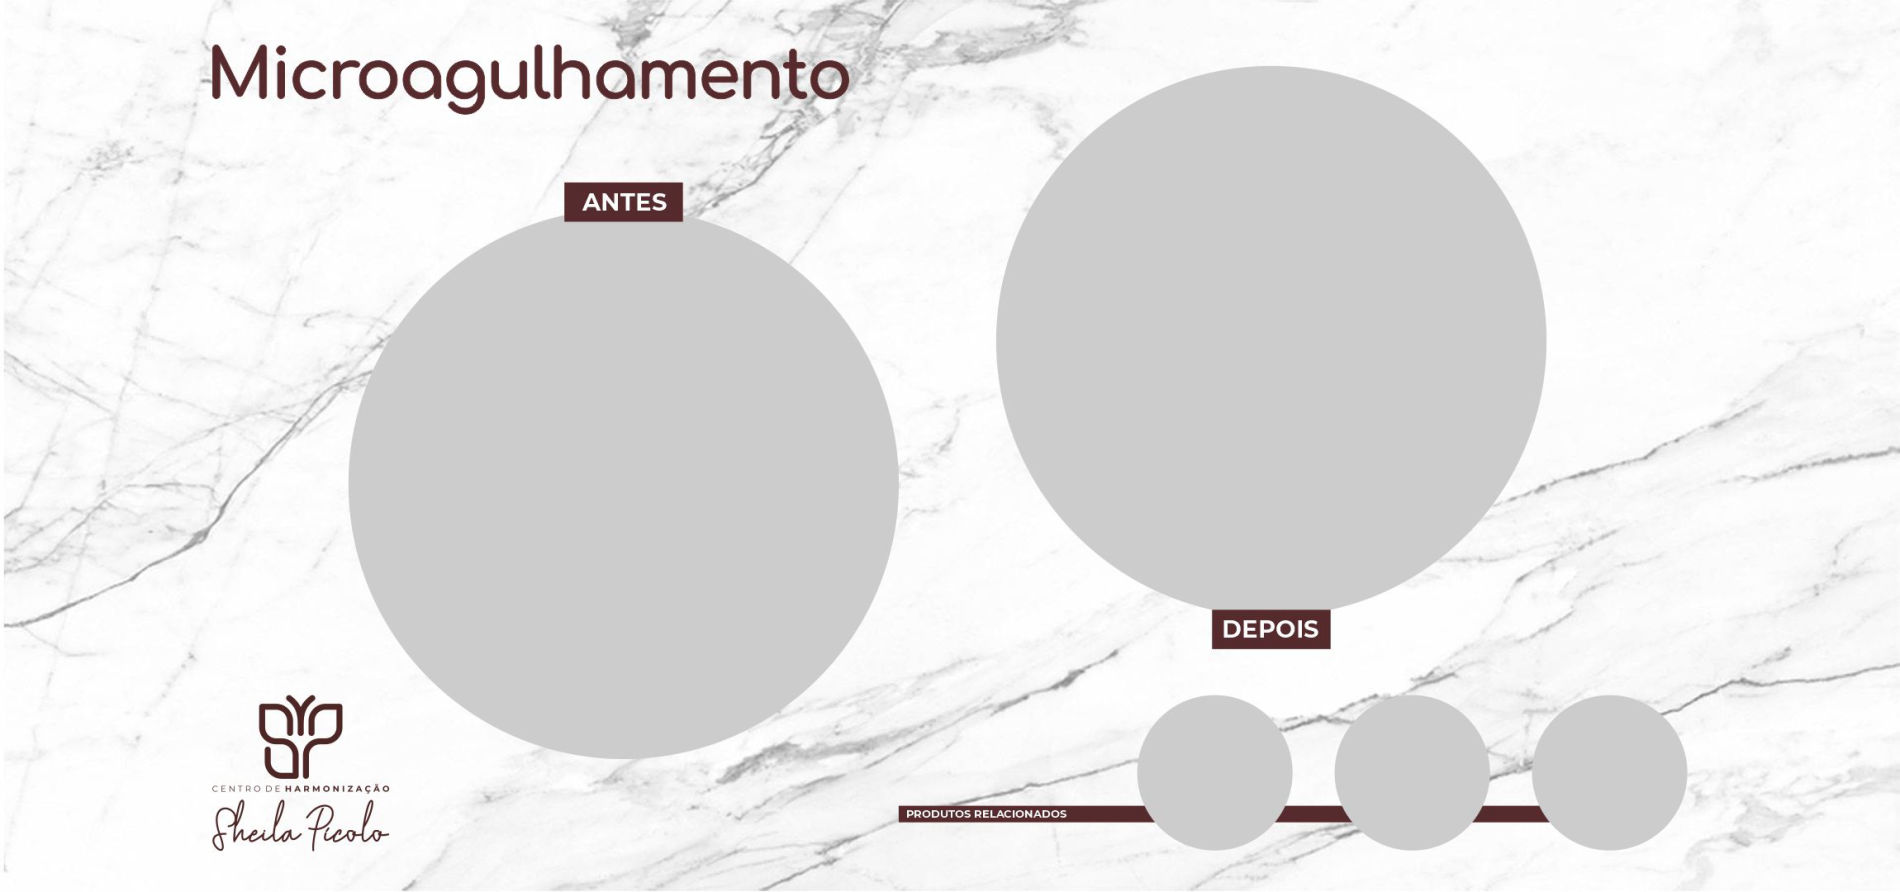 Microagulhamento
ANTES
DEPOIS
CENTRO DE HARMONIZAÇÃO
Sheila Picolo
PRODUTOS RELACIONADOS